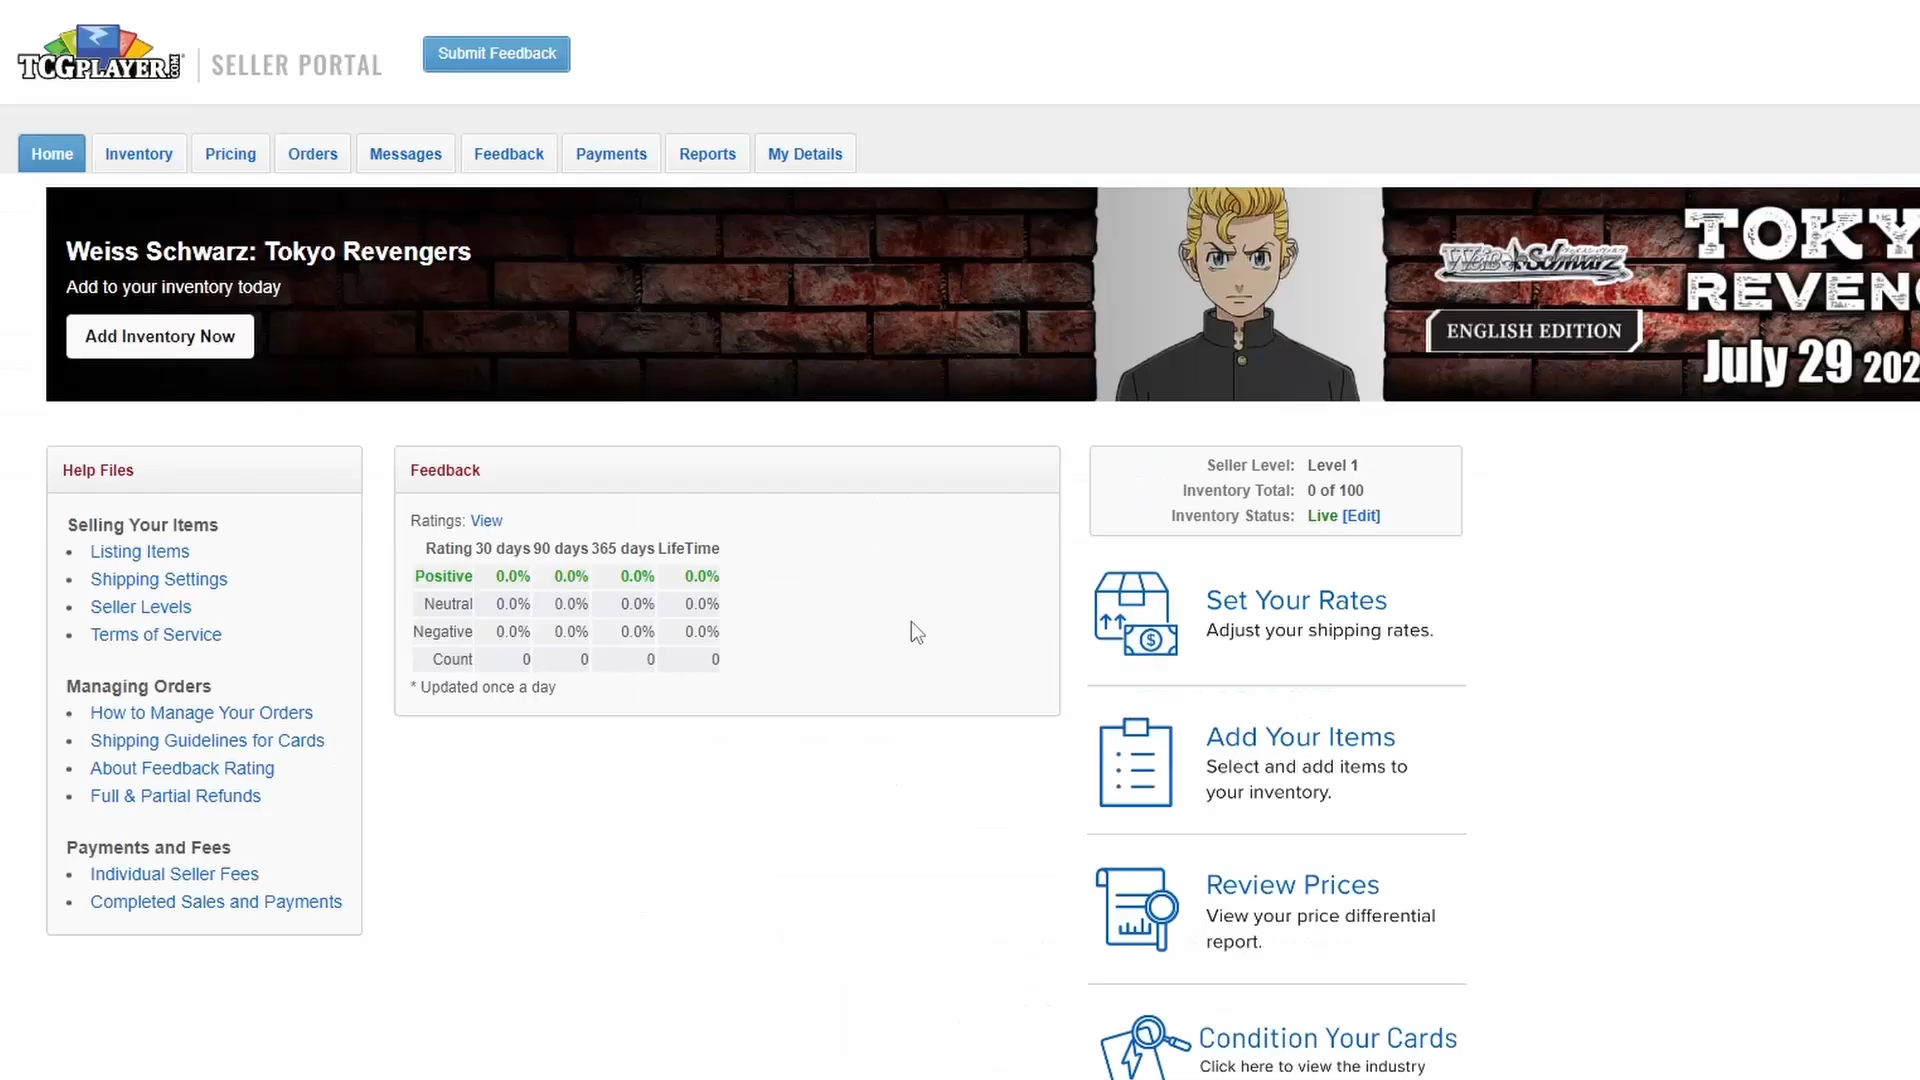 TCGPLAYER.COM
SELLER PORTAL
Submit Feedback
Home
Inventory
Pricing
Orders
Messages
Feedback
Payments
Reports
My Details
Weiss Schwarz: Tokyo Revengers
Add to your inventory today
Add Inventory Now
Weiß Schwarz
ENGLISH EDITION
TOKY
REVEN
July 29 202
Help Files
Selling Your Items
• Listing Items
• Shipping Settings
• Seller Levels
• Terms of Service
Managing Orders
• How to Manage Your Orders
• Shipping Guidelines for Cards
• About Feedback Rating
• Full & Partial Refunds
Payments and Fees
• Individual Seller Fees
• Completed Sales and Payments
Feedback
Ratings: View
Rating 30 days 90 days 365 days LifeTime
Positive 0.0% 0.0% 0.0% 0.0%
Neutral 0.0% 0.0% 0.0% 0.0%
Negative 0.0% 0.0% 0.0% 0.0%
Count 0 0 0 0
* Updated once a day
Seller Level: Level 1
Inventory Total: 0 of 100
Inventory Status: Live [Edit]
Set Your Rates
Adjust your shipping rates.
Add Your Items
Select and add items to
your inventory.
Review Prices
View your price differential
report.
Condition Your Cards
Click here to view the industry